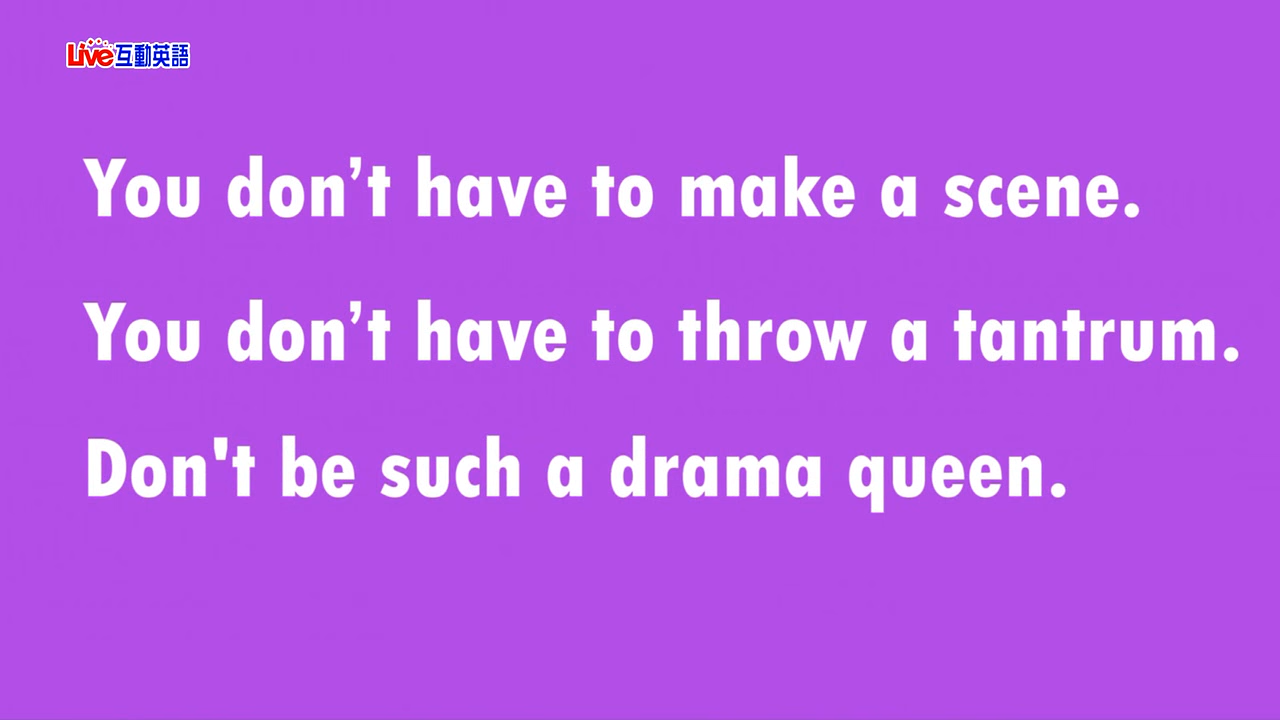 Live互動英語
You don’t have to make a scene.
You don’t have to throw a tantrum.
Don't be such a drama queen.